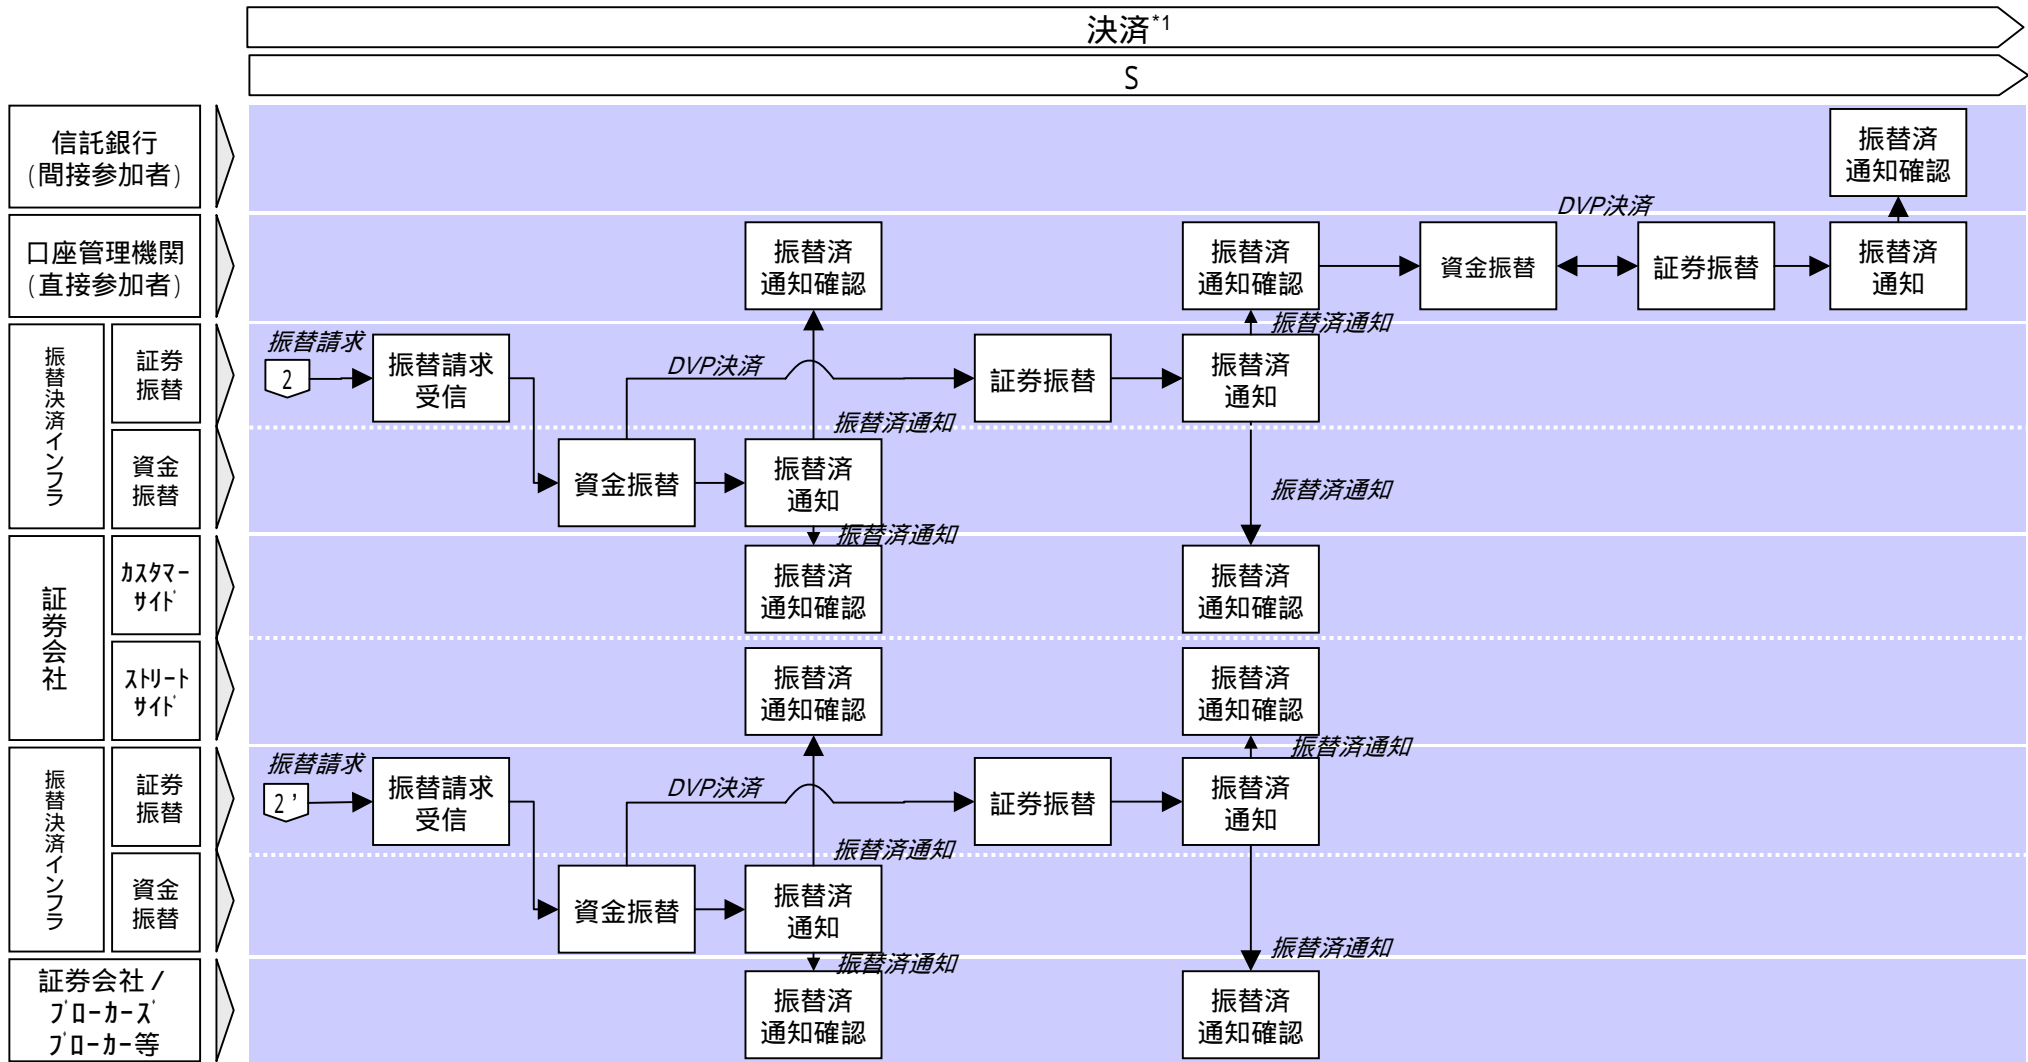 決済*1
S
信託銀行
(間接参加者)
振替済
通知確認
口座管理機関
(直接参加者)
振替済
通知確認
振替済
通知確認
資金振替
DVP決済
証券振替
振替済
通知
振替決済インフラ
証券
振替
振替請求
2
振替請求
受信
DVP決済
証券振替
振替済
通知
振替済通知
資金
振替
資金振替
振替済
通知
振替済通知
振替済通知
振替済通知
証券会社
ｶｽﾀﾏｰ
ｻｲﾄﾞ
振替済
通知確認
振替済
通知確認
ｽﾄﾘｰﾄ
ｻｲﾄﾞ
振替済
通知確認
振替済
通知確認
振替決済インフラ
証券
振替
振替請求
2’
振替請求
受信
DVP決済
証券振替
振替済
通知
振替済通知
資金
振替
資金振替
振替済
通知
振替済通知
振替済通知
振替済通知
証券会社/
ﾌﾞﾛｰｶｰｽﾞ
ﾌﾞﾛｰｶｰ等
振替済
通知確認
振替済
通知確認